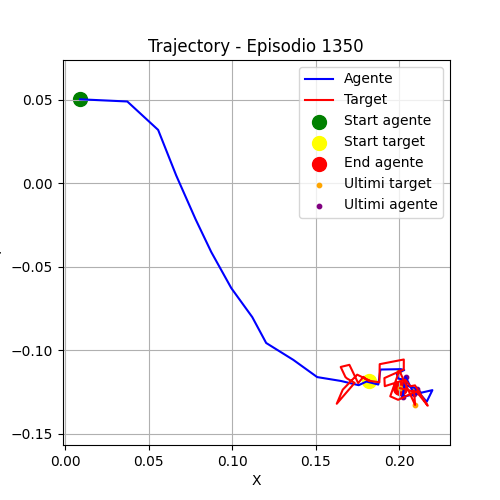 Trajectory - Episodio 1350
Agente
Target
Start agente
Start target
End agente
Ultimi target
Ultimi agente
0.05
0.00
−0.05
−0.10
−0.15
0.00 0.05 0.10 0.15 0.20
X